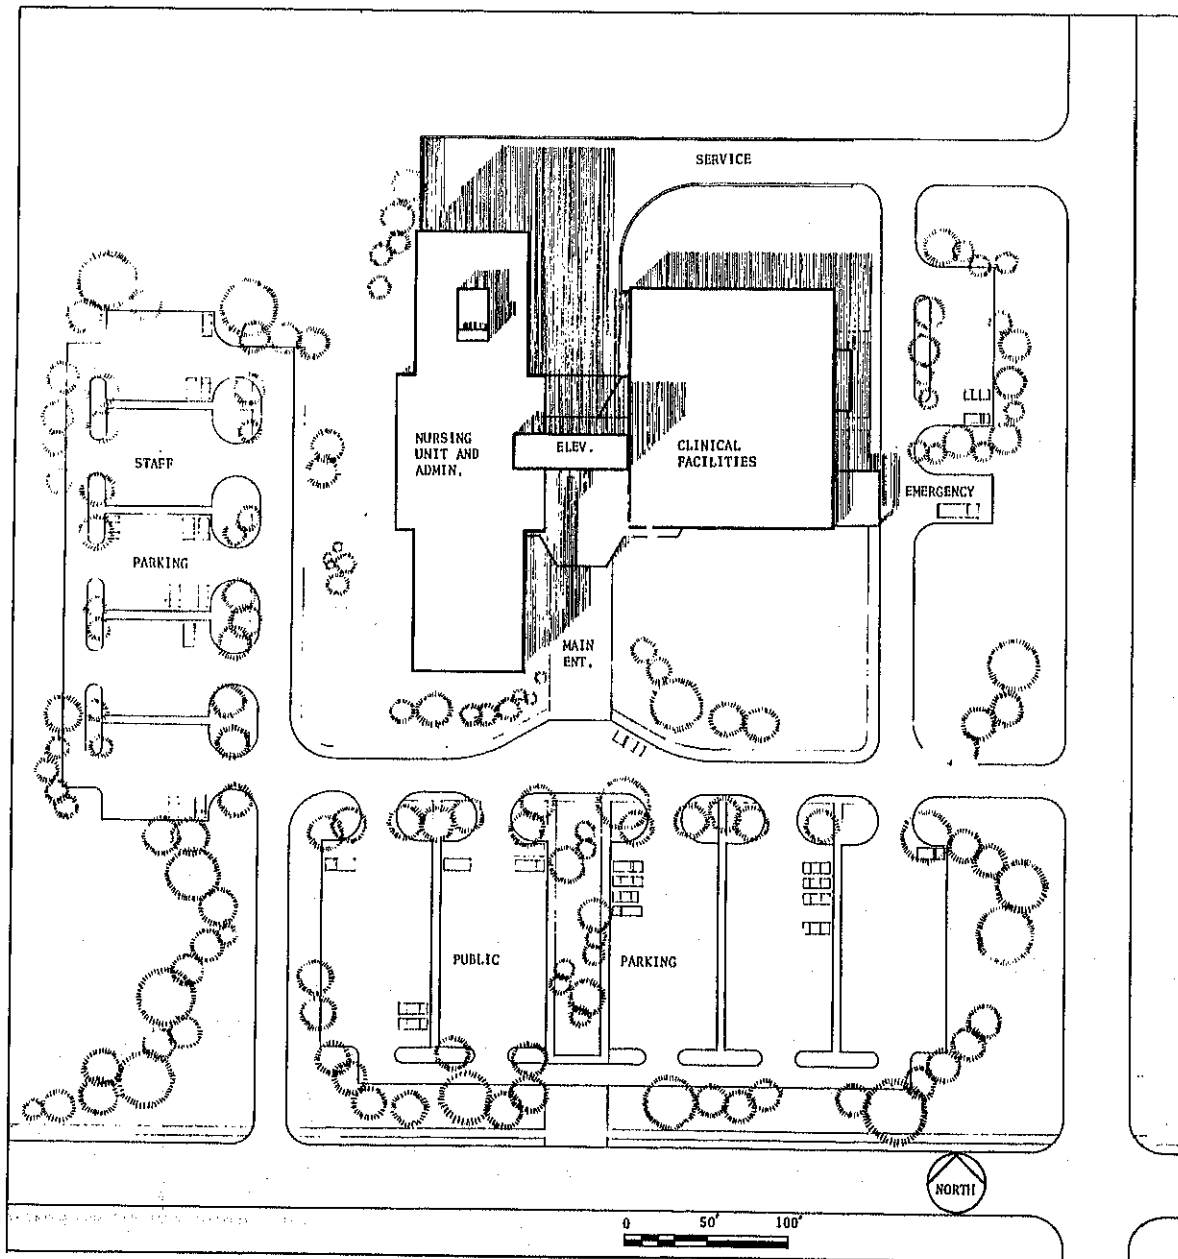 SERVICE
NURSING
UNIT AND
ADMIN.
ELEV.
CLINICAL
FACILITIES
STAFF
EMERGENCY
PARKING
MAIN
ENT.
PUBLIC
PARKING
NORTH
0 50' 100'